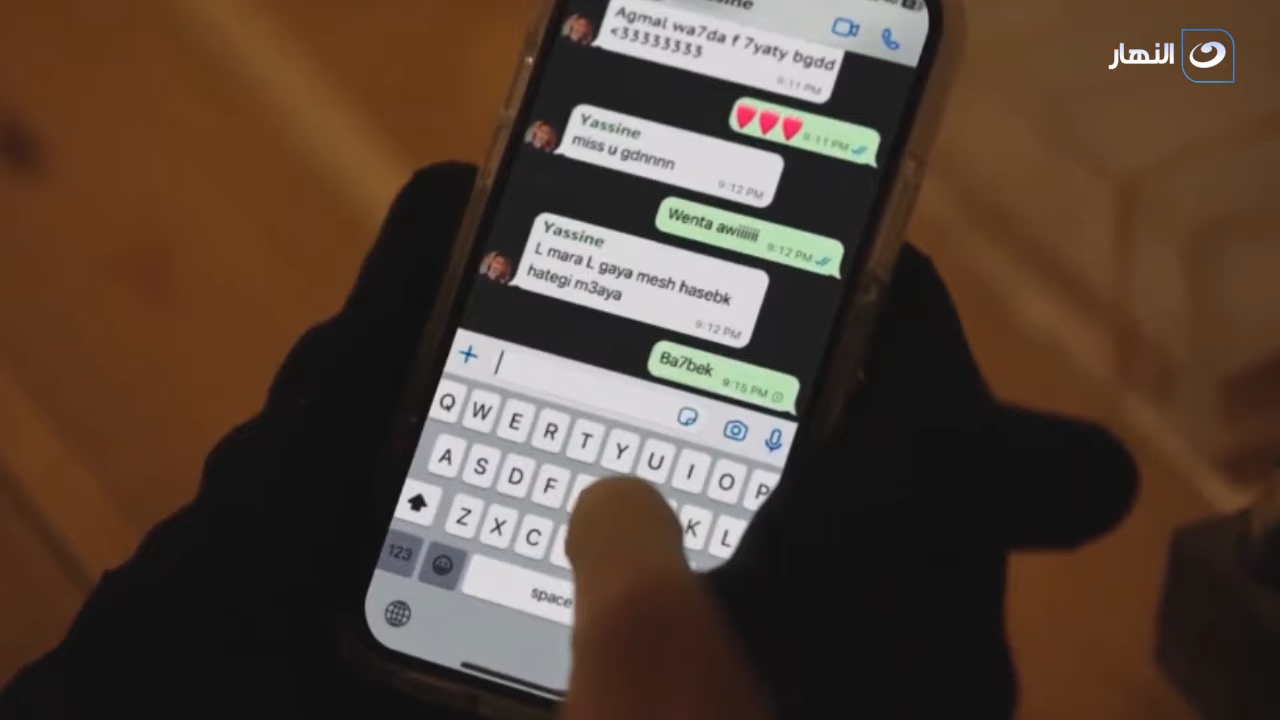 Agmal wa7da f 7yaty bgdd
<33333333
9:11 PM
النهار
❤❤❤ 9:11 PM
Yassine
miss u gdnnnn
9:12 PM
Wenta awiiiiii 9:12 PM
Yassine
L mara L gaya mesh hasebk
hategi m3aya
9:12 PM
Ba7bek 9:15 PM
Q W E R T Y U I O P
A S D F K L
Z X C
123 space